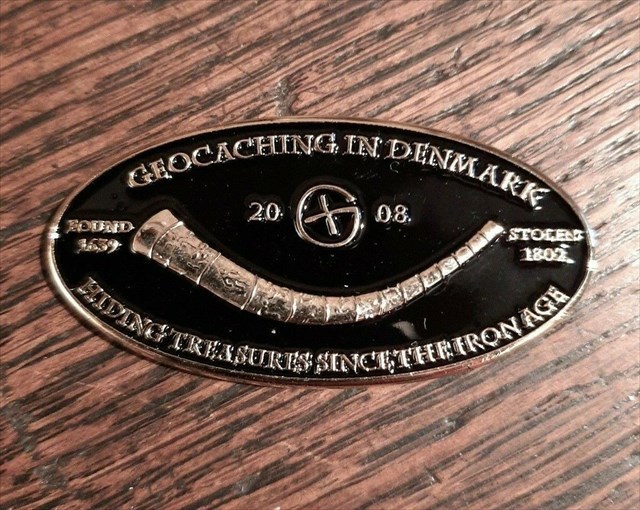 GEOCACHING IN DENMARK
20 08
FOUND
1639
STOLEN
1802
HIDING TREASURES SINCE THE IRON AGE